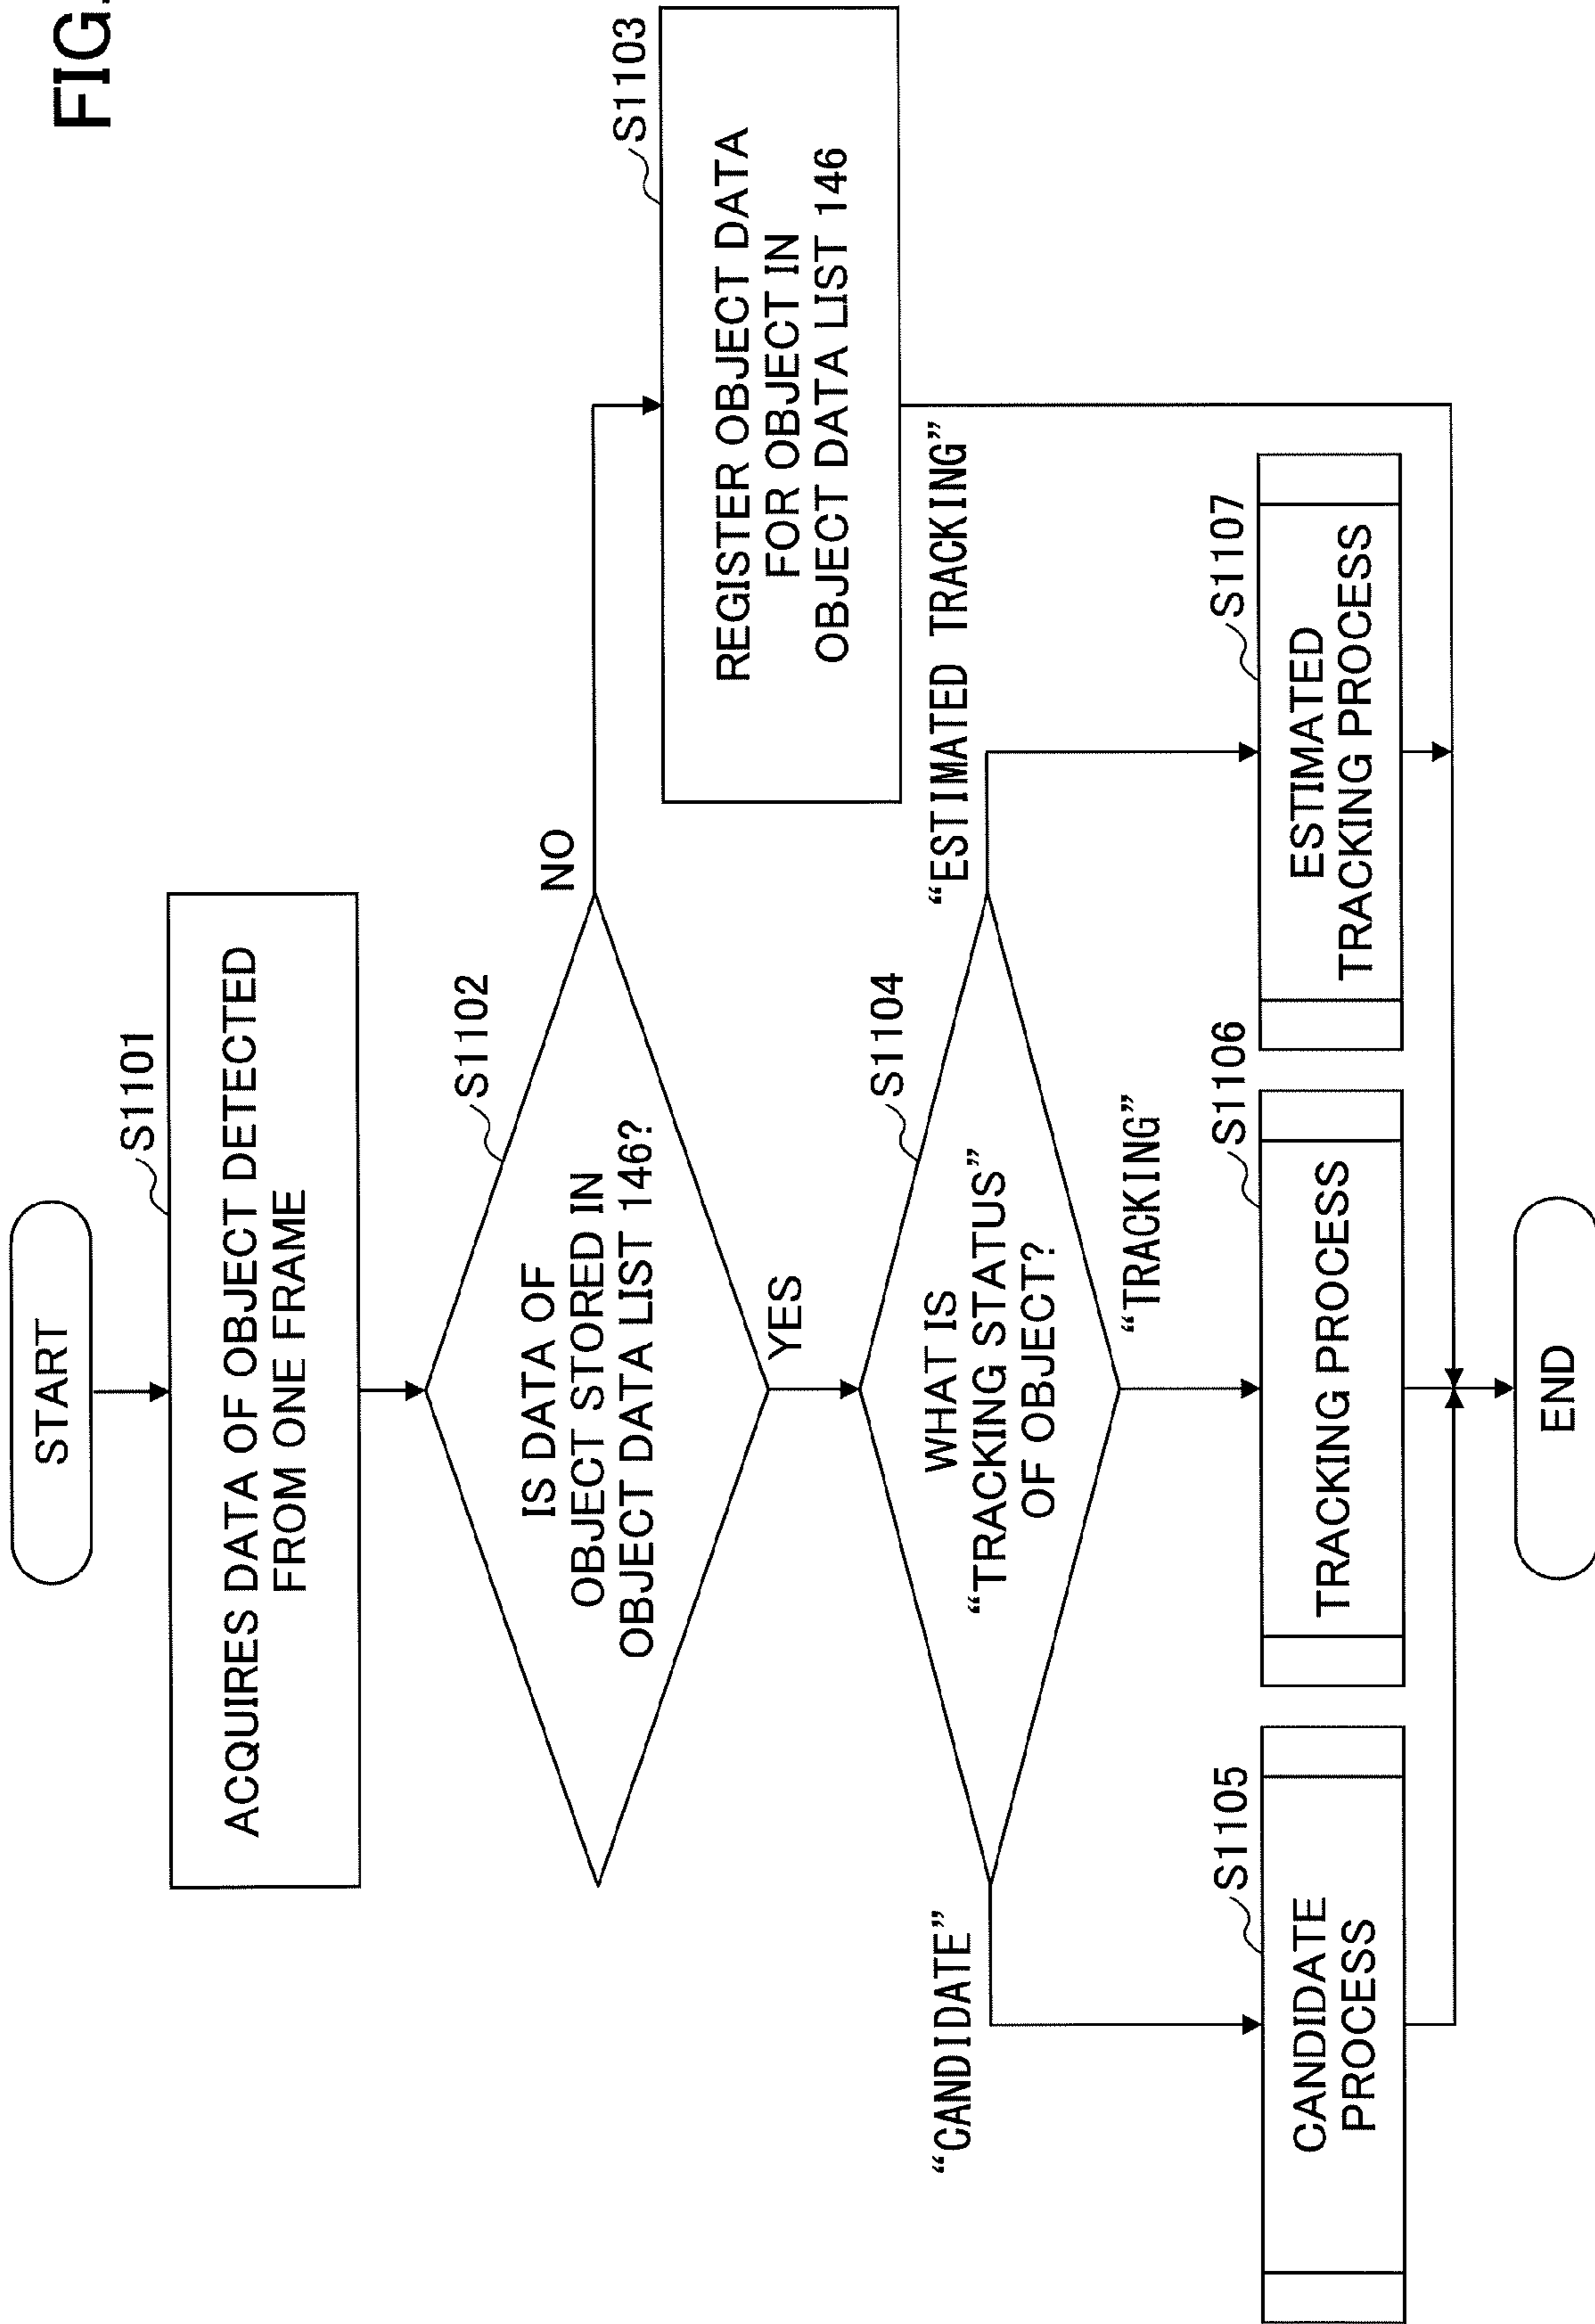 FIG.
START
S1101
ACQUIRES DATA OF OBJECT DETECTED
FROM ONE FRAME
S1102
IS DATA OF
OBJECT STORED IN
OBJECT DATA LIST 146?
NO
YES
S1103
REGISTER OBJECT DATA
FOR OBJECT IN
OBJECT DATA LIST 146
S1104
WHAT IS
“TRACKING STATUS”
OF OBJECT?
“CANDIDATE”
“TRACKING”
“ESTIMATED TRACKING”
S1105
CANDIDATE
PROCESS
S1106
TRACKING PROCESS
S1107
ESTIMATED
TRACKING PROCESS
END